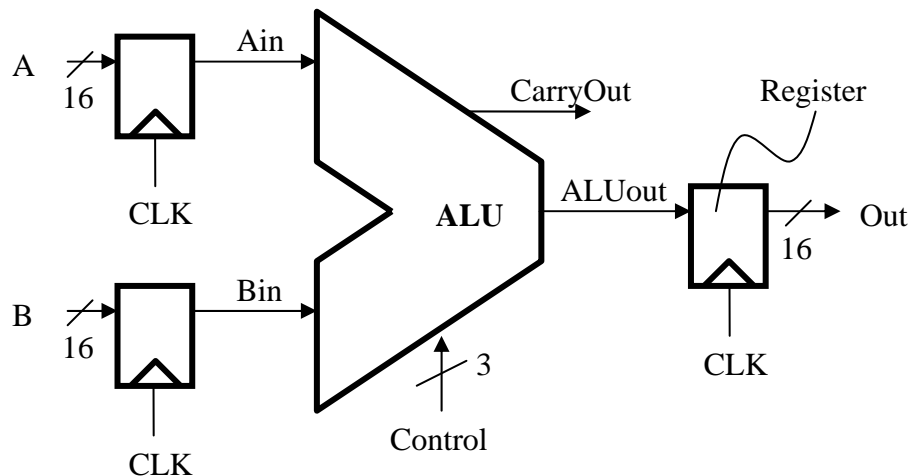 A
16
CLK
Ain
CarryOut
Register
ALU
ALUout
16
Out
CLK
B
16
CLK
Bin
3
Control